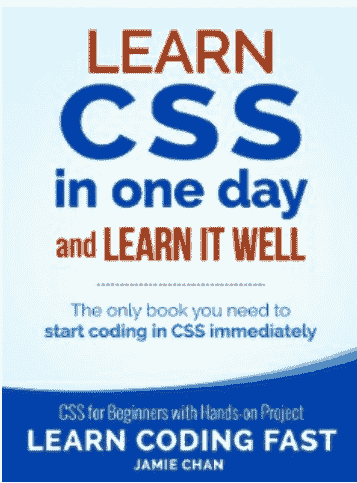 LEARN
CSS
in one day
and LEARN IT WELL
The only book you need to
start coding in CSS immediately
CSS for Beginners with Hands-on Project
LEARN CODING FAST
JAMIE CHAN